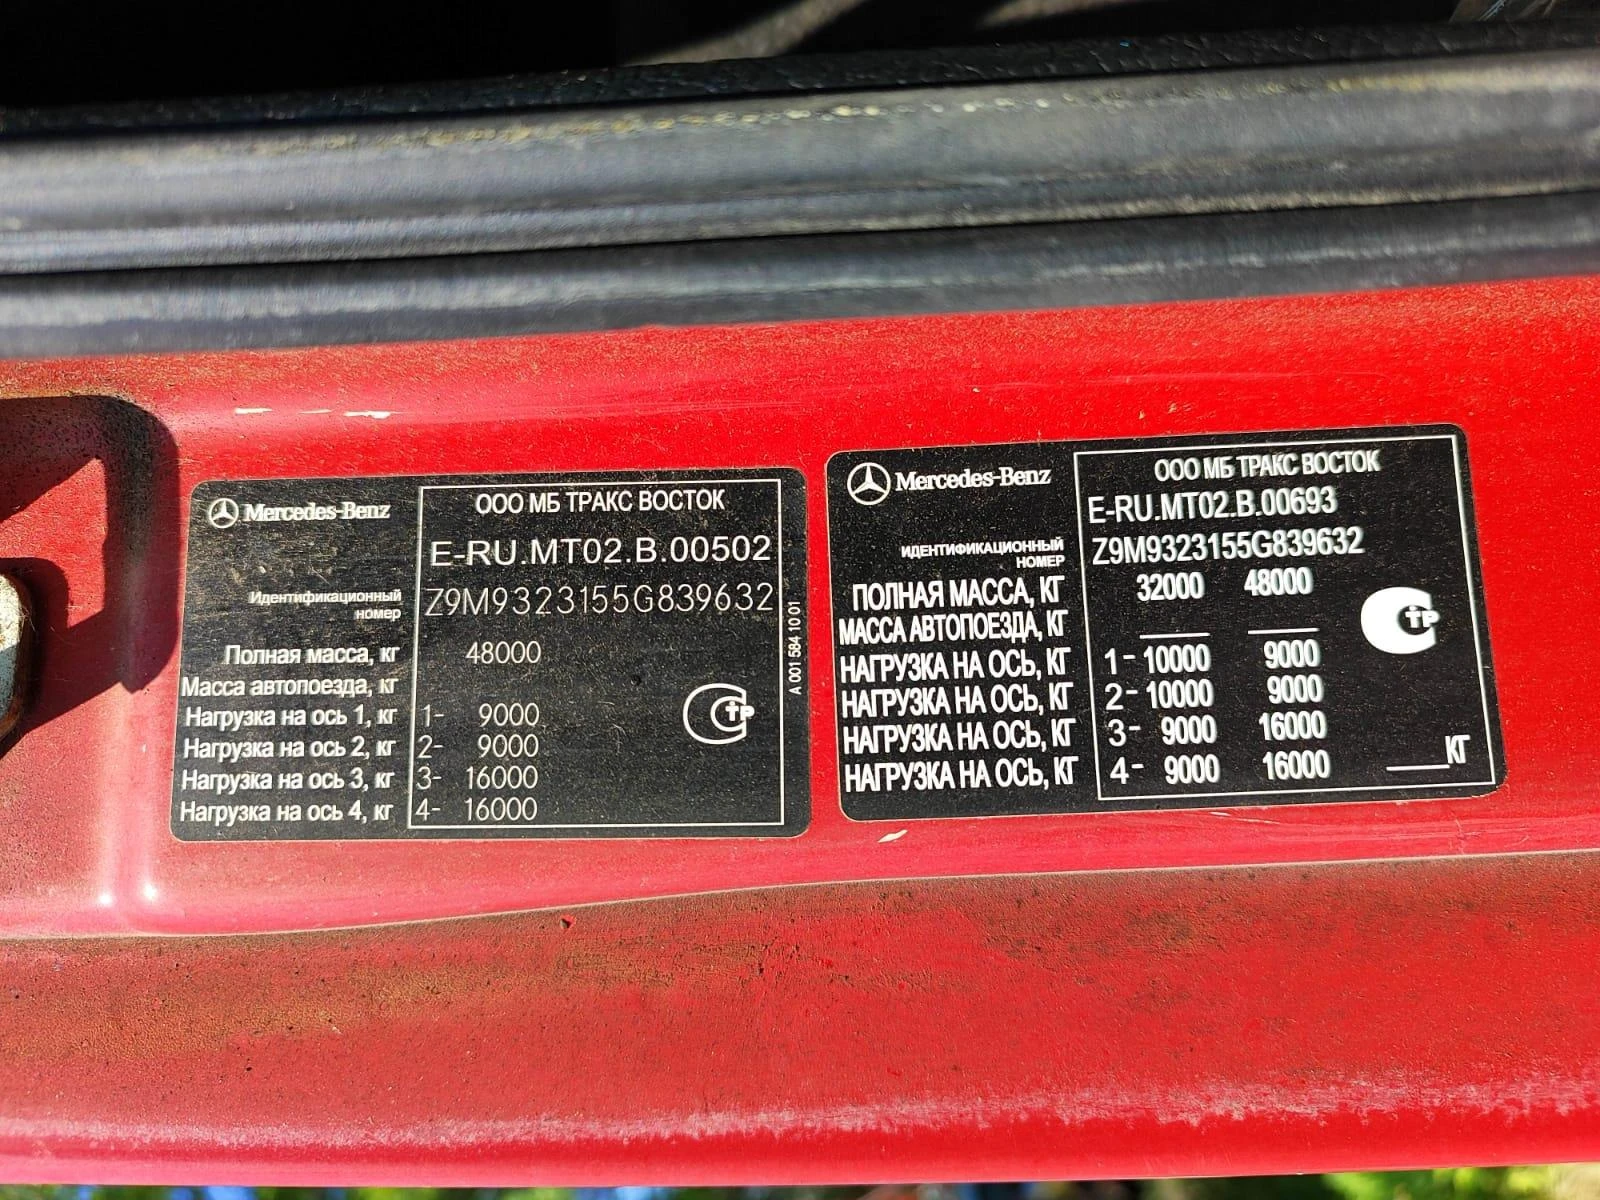 Mercedes-Benz
ООО МБ ТРАКС ВОСТОК
E-RU.MT02.B.00502
Идентификационный
номер
Z9M9323155G839632
Полная масса, кг 48000
Масса автопоезда, кг
Нагрузка на ось 1, кг 1- 9000
Нагрузка на ось 2, кг 2- 9000
Нагрузка на ось 3, кг 3- 16000
Нагрузка на ось 4, кг 4- 16000
A 001 584 10 01
Mercedes-Benz
ООО МБ ТРАКС ВОСТОК
E-RU.MT02.B.00693
ИДЕНТИФИКАЦИОННЫЙ
НОМЕР
Z9M9323155G839632
ПОЛНАЯ МАССА, КГ 32000 48000
МАССА АВТОПОЕЗДА, КГ ____ ____
НАГРУЗКА НА ОСЬ, КГ 1- 10000 9000
НАГРУЗКА НА ОСЬ, КГ 2- 10000 9000
НАГРУЗКА НА ОСЬ, КГ 3- 9000 16000
НАГРУЗКА НА ОСЬ, КГ 4- 9000 16000 ____КГ